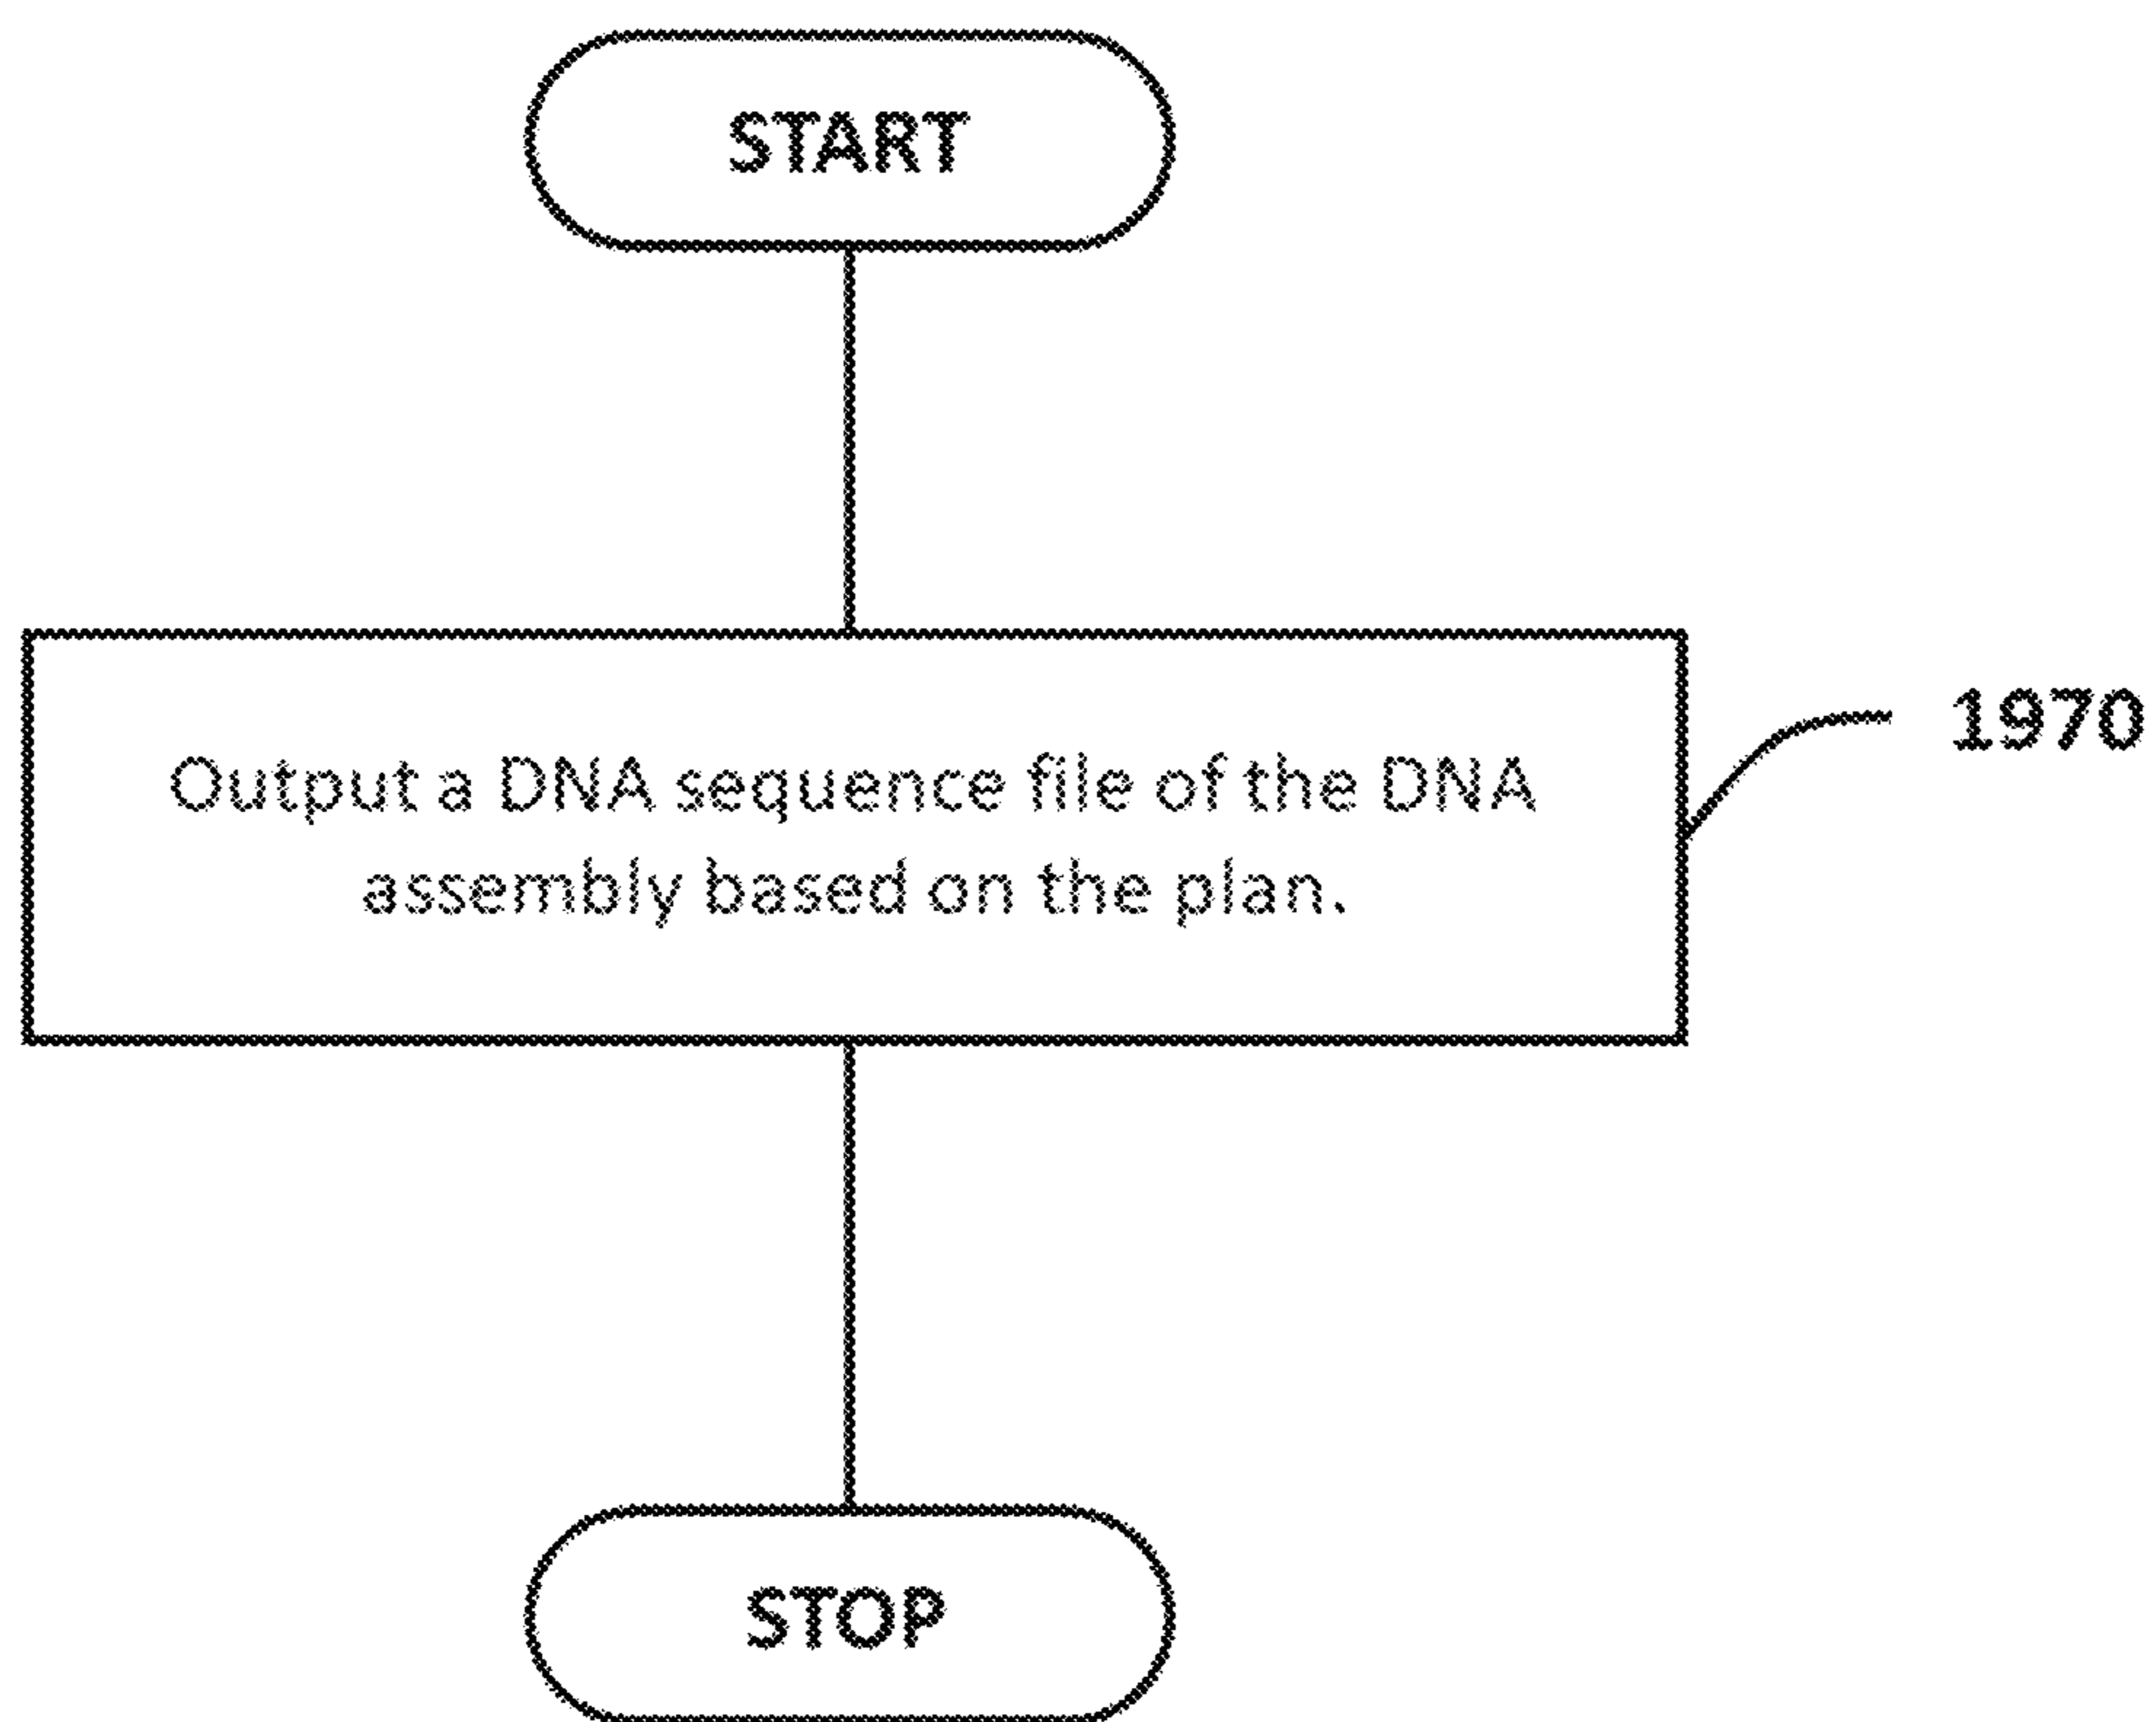 START
1970
Output a DNA sequence file of the DNA
assembly based on the plan.
STOP